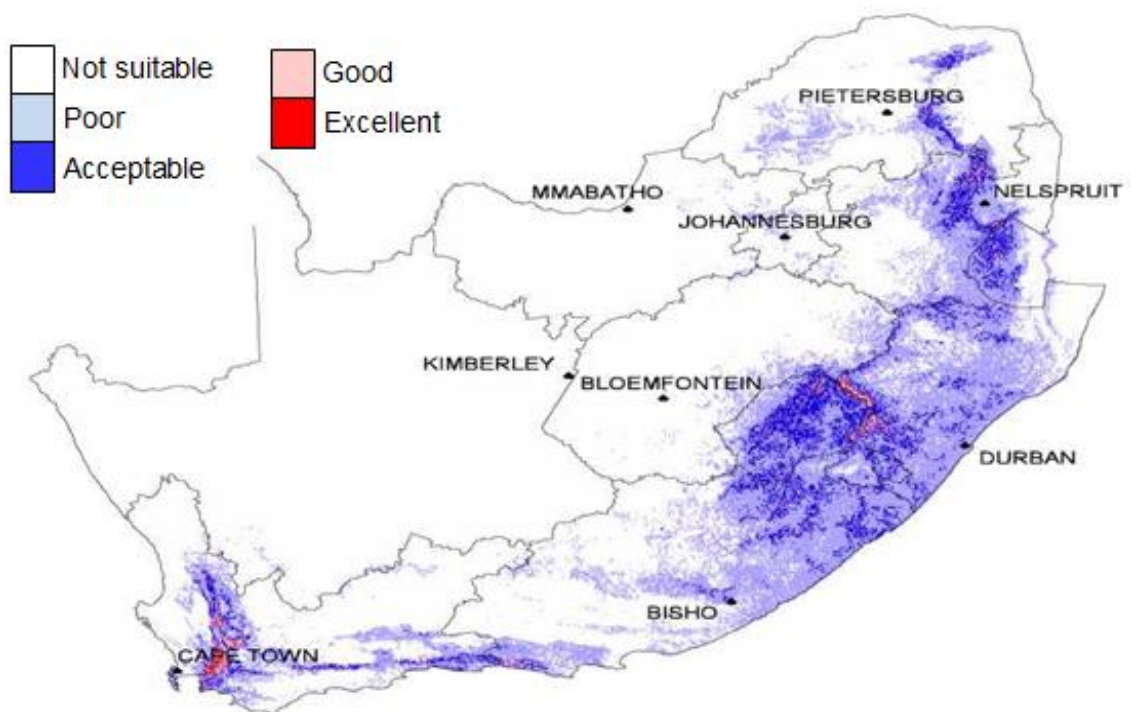 Not suitable
Good
Poor
Excellent
Acceptable
PIETERSBURG
MMABATHO
NELSPRUIT
JOHANNESBURG
KIMBERLEY
BLOEMFONTEIN
DURBAN
BISHO
CAPE TOWN